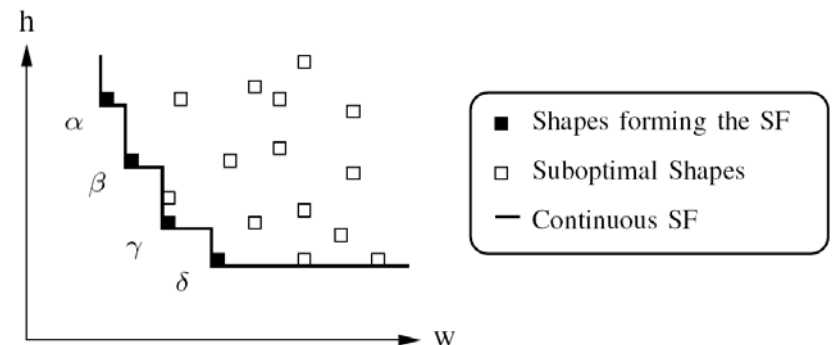 h
α
β
γ
δ
w
Shapes forming the SF
Suboptimal Shapes
Continuous SF